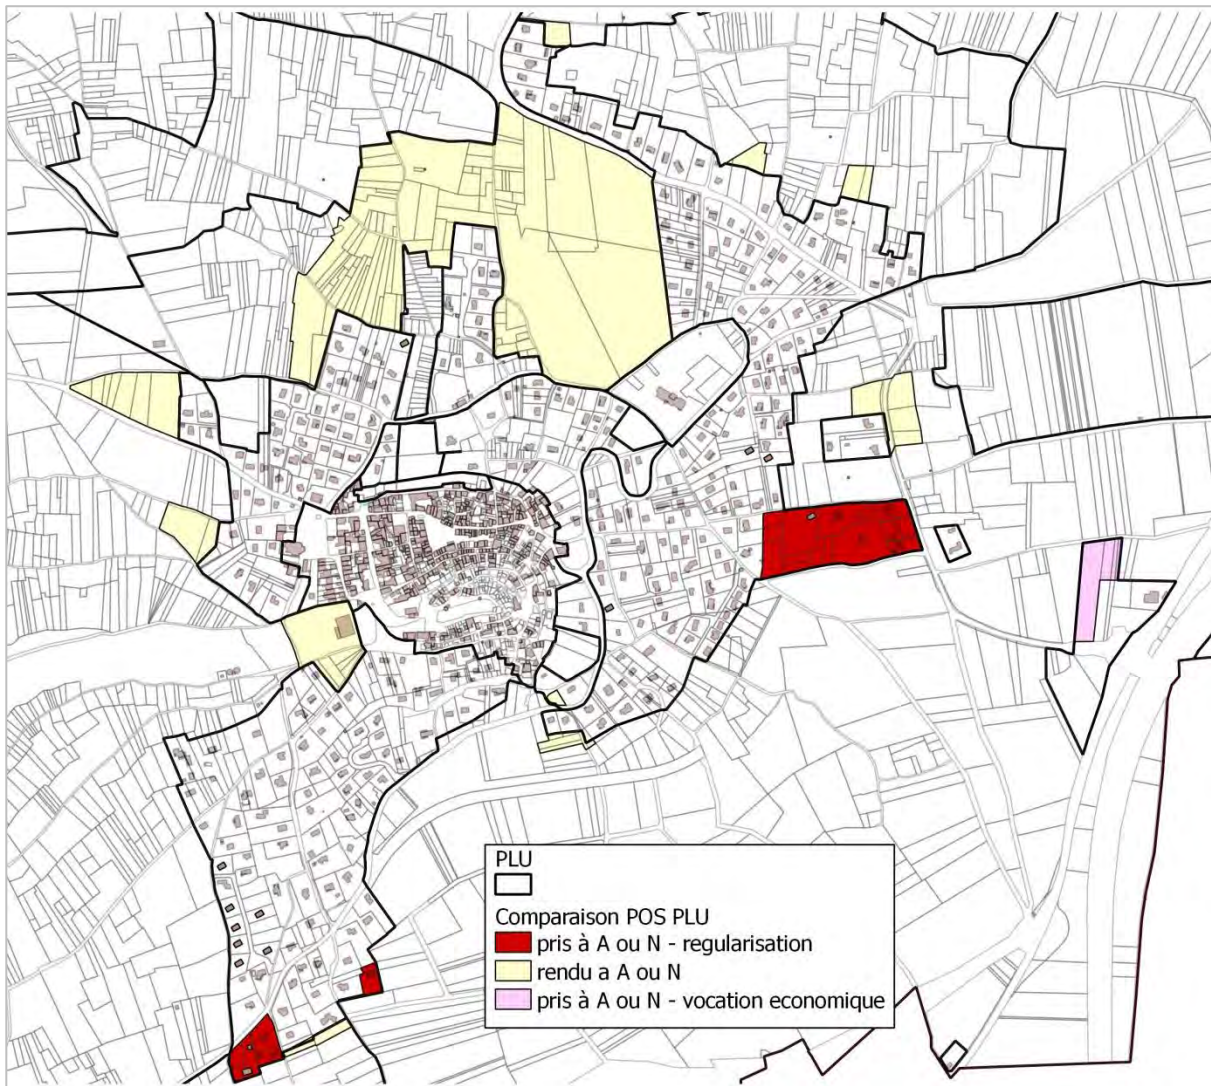 PLU
Comparaison POS PLU
pris à A ou N - regularisation
rendu a A ou N
pris à A ou N - vocation economique